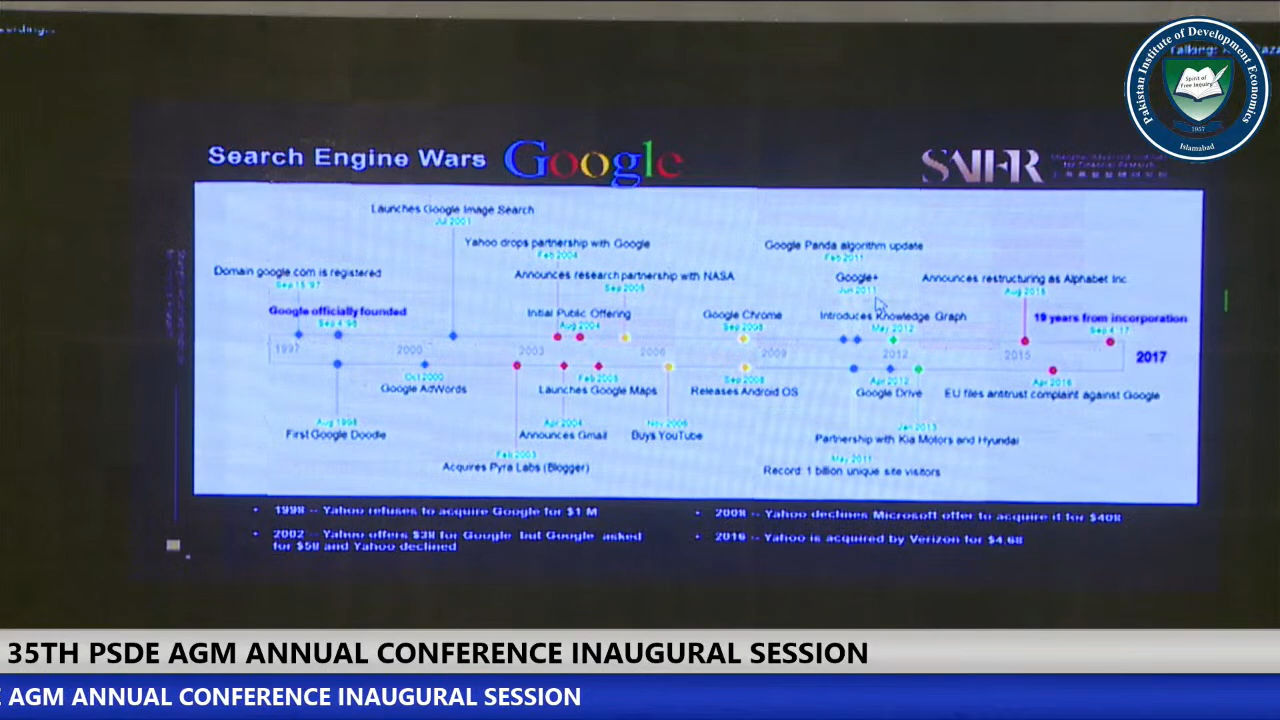 Pakistan Institute of Development Economics
Spirit of
Free Inquiry
1957
Islamabad
Talking:
Search Engine Wars Google
SAIFR
Launches Google Image Search
Jul 2001
Yahoo drops partnership with Google
Feb 2004
Google Panda algorithm update
Feb 2011
Domain google.com is registered
Sep 15 '97
Announces research partnership with NASA
Sep 2005
Google+
Jun 2011
Announces restructuring as Alphabet Inc.
Aug 2015
Google officially founded
Sep 4 '98
Initial Public Offering
Aug 2004
Google Chrome
Sep 2008
Introduces Knowledge Graph
May 2012
19 years from incorporation
Sep 4 '17
1997 2000 2003 2006 2009 2012 2015 2017
Oct 2000
Google AdWords
Feb 2005
Launches Google Maps
Sep 2008
Releases Android OS
Apr 2012
Google Drive
Apr 2016
EU files antitrust complaint against Google
Aug 1998
First Google Doodle
Apr 2004
Announces Gmail
Nov 2006
Buys YouTube
Jan 2013
Partnership with Kia Motors and Hyundai
Feb 2003
Acquires Pyra Labs (Blogger)
May 2011
Record: 1 billion unique site visitors
• 1998 -- Yahoo refuses to acquire Google for $1 M
• 2002 -- Yahoo offers $3B for Google but Google asked
for $5B and Yahoo declined
• 2008 -- Yahoo declines Microsoft offer to acquire it for $40B
• 2016 -- Yahoo is acquired by Verizon for $4.6B
35TH PSDE AGM ANNUAL CONFERENCE INAUGURAL SESSION
AGM ANNUAL CONFERENCE INAUGURAL SESSION